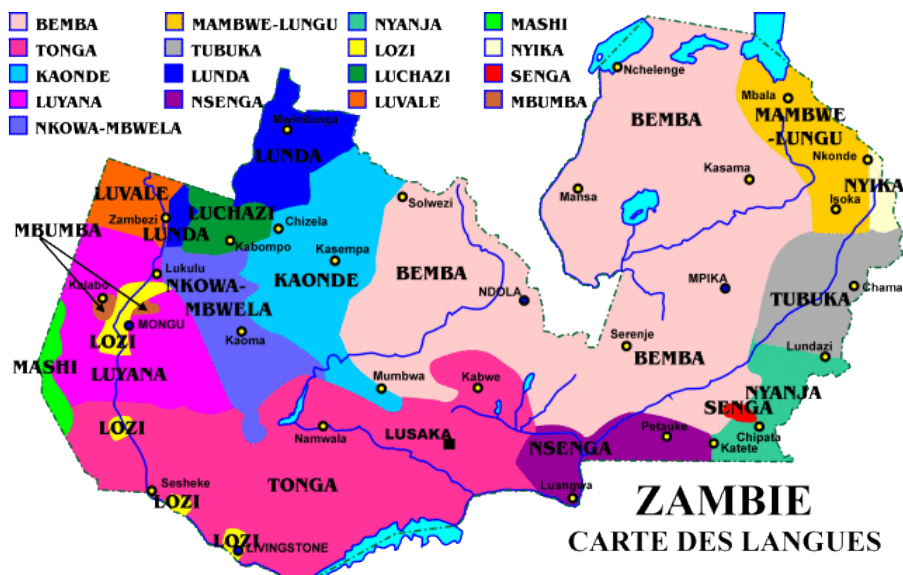 BEMBA MAMBWE-LUNGU NYANJA MASHI
TONGA TUBUKA LOZI NYIKA
KAONDE LUNDA LUCHAZI SENGA
LUYANA NSENGA LUVALE MBUMBA
NKOWA-MBWELA
Nchelenge
Mbala
Mwinilunga
BEMBA
MAMBWE
-LUNGU
LUNDA
Nkonde
Kasama
LUVALE
Mansa
NYIKA
Solwezi
Isoka
LUCHAZI
Zambezi
Chizela
MBUMBA
LUNDA
Kabompo
Kasempa
Lukulu
KAONDE
BEMBA
NKOWA-
MBWELA
Kalabo
MPIKA
Chama
NDOLA
TUBUKA
MONGU
Kaoma
LOZI
Serenje
BEMBA
Lundazi
MASHI
LUYANA
Mumbwa
Kabwe
NYANJA
SENGA
LOZI
Namwala
LUSAKA
Petauke
Chipata
NSENGA
Katete
Sesheke
TONGA
Luangwa
LOZI
ZAMBIE
LOZI
LIVINGSTONE
CARTE DES LANGUES